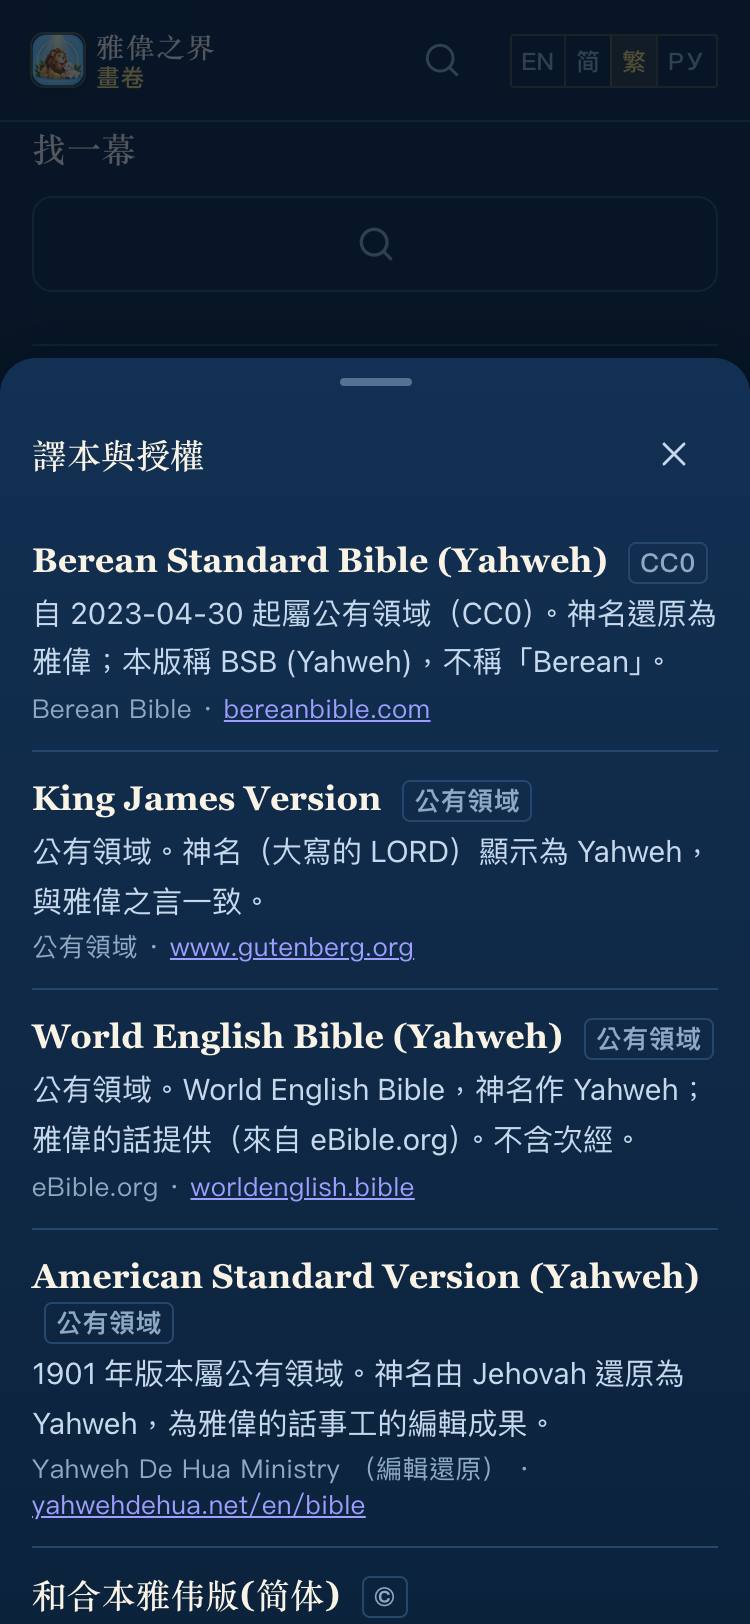 雅偉之界
畫卷
EN 简 繁 РУ
找一幕
譯本與授權
Berean Standard Bible (Yahweh) CC0
自 2023-04-30 起屬公有領域（CC0）。神名還原為
雅偉；本版稱 BSB (Yahweh)，不稱「Berean」。
Berean Bible · bereanbible.com
King James Version 公有領域
公有領域。神名（大寫的 LORD）顯示為 Yahweh，
與雅偉之言一致。
公有領域 · www.gutenberg.org
World English Bible (Yahweh) 公有領域
公有領域。World English Bible，神名作 Yahweh；
雅偉的話提供（來自 eBible.org）。不含次經。
eBible.org · worldenglish.bible
American Standard Version (Yahweh)
公有領域
1901 年版本屬公有領域。神名由 Jehovah 還原為
Yahweh，為雅偉的話事工的編輯成果。
Yahweh De Hua Ministry （編輯還原） ·
yahwehdehua.net/en/bible
和合本雅伟版(简体) ©